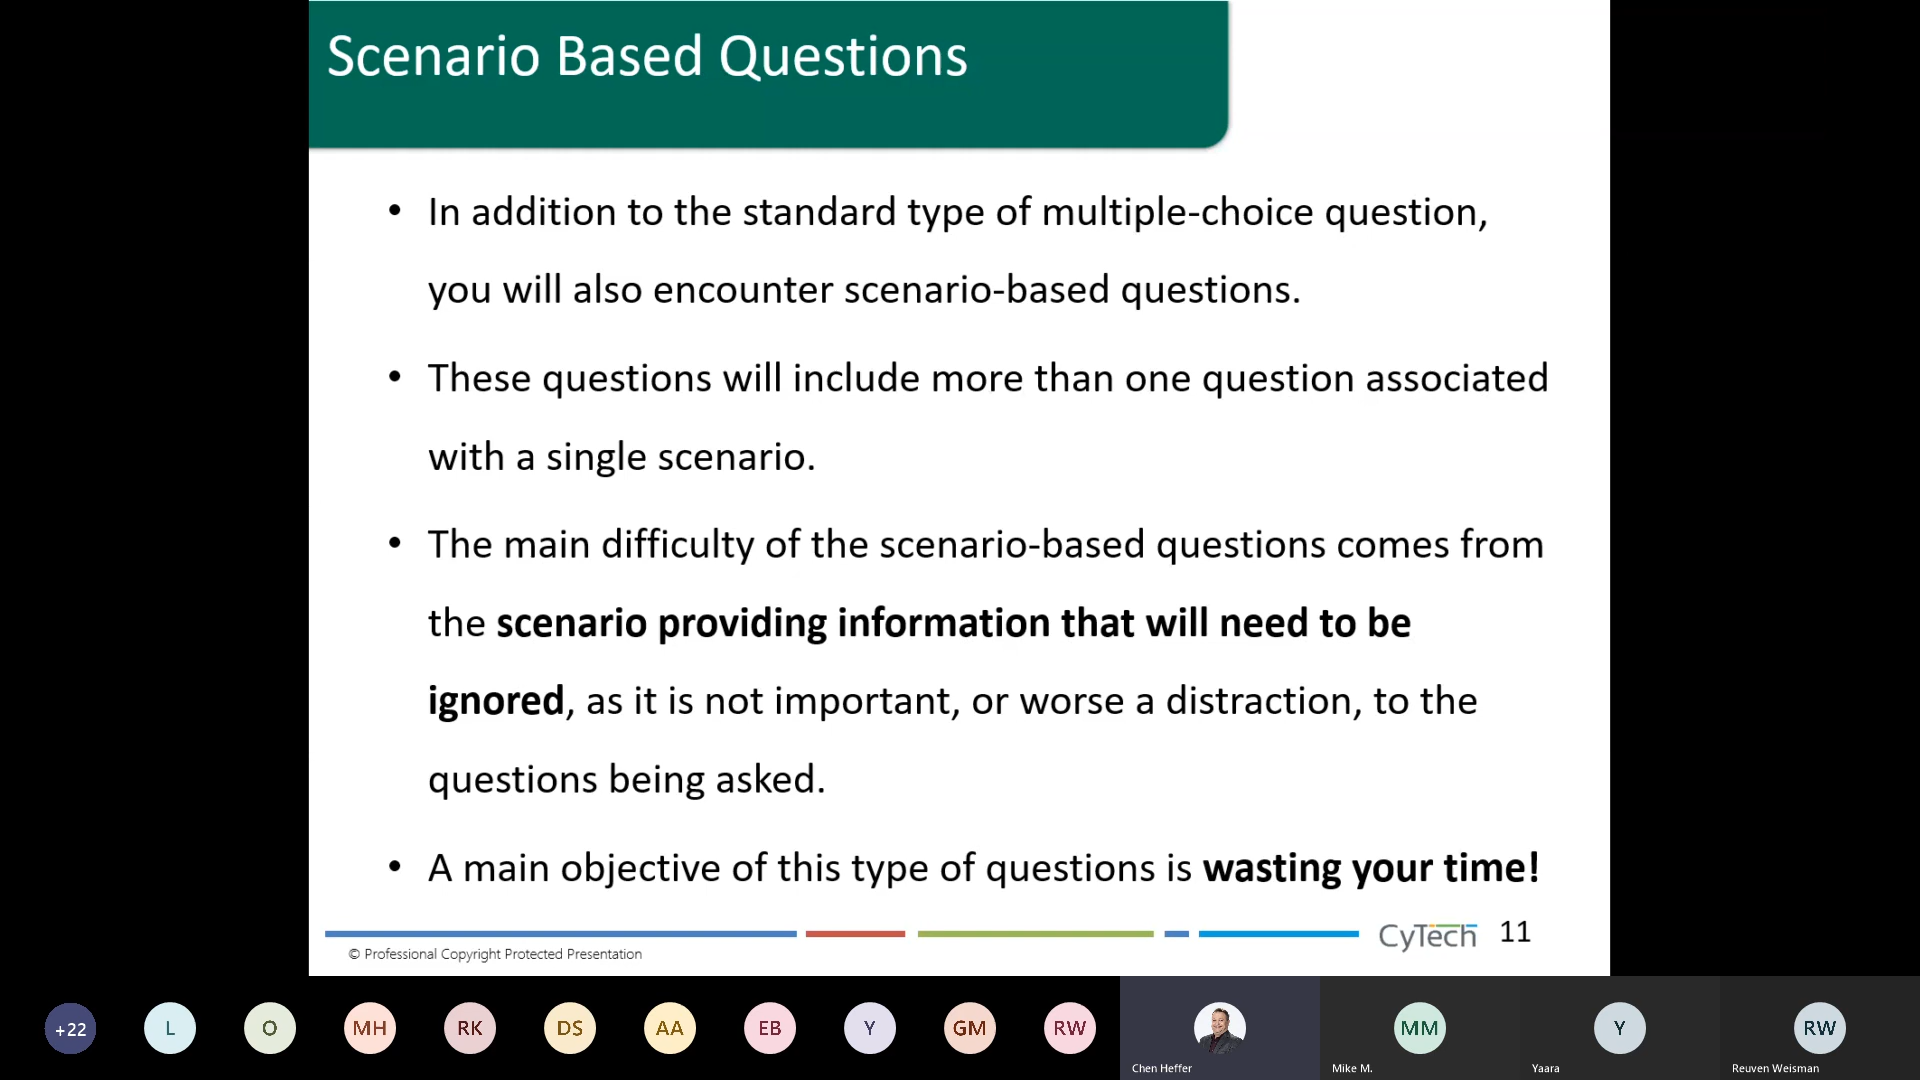 Scenario Based Questions
• In addition to the standard type of multiple-choice question,
you will also encounter scenario-based questions.
• These questions will include more than one question associated
with a single scenario.
• The main difficulty of the scenario-based questions comes from
the scenario providing information that will need to be
ignored, as it is not important, or worse a distraction, to the
questions being asked.
• A main objective of this type of questions is wasting your time!
CyTech 11
© Professional Copyright Protected Presentation
+22 L O MH RK DS AA EB Y GM RW MM Y RW
Chen Heffer Mike M. Yaara Reuven Weisman